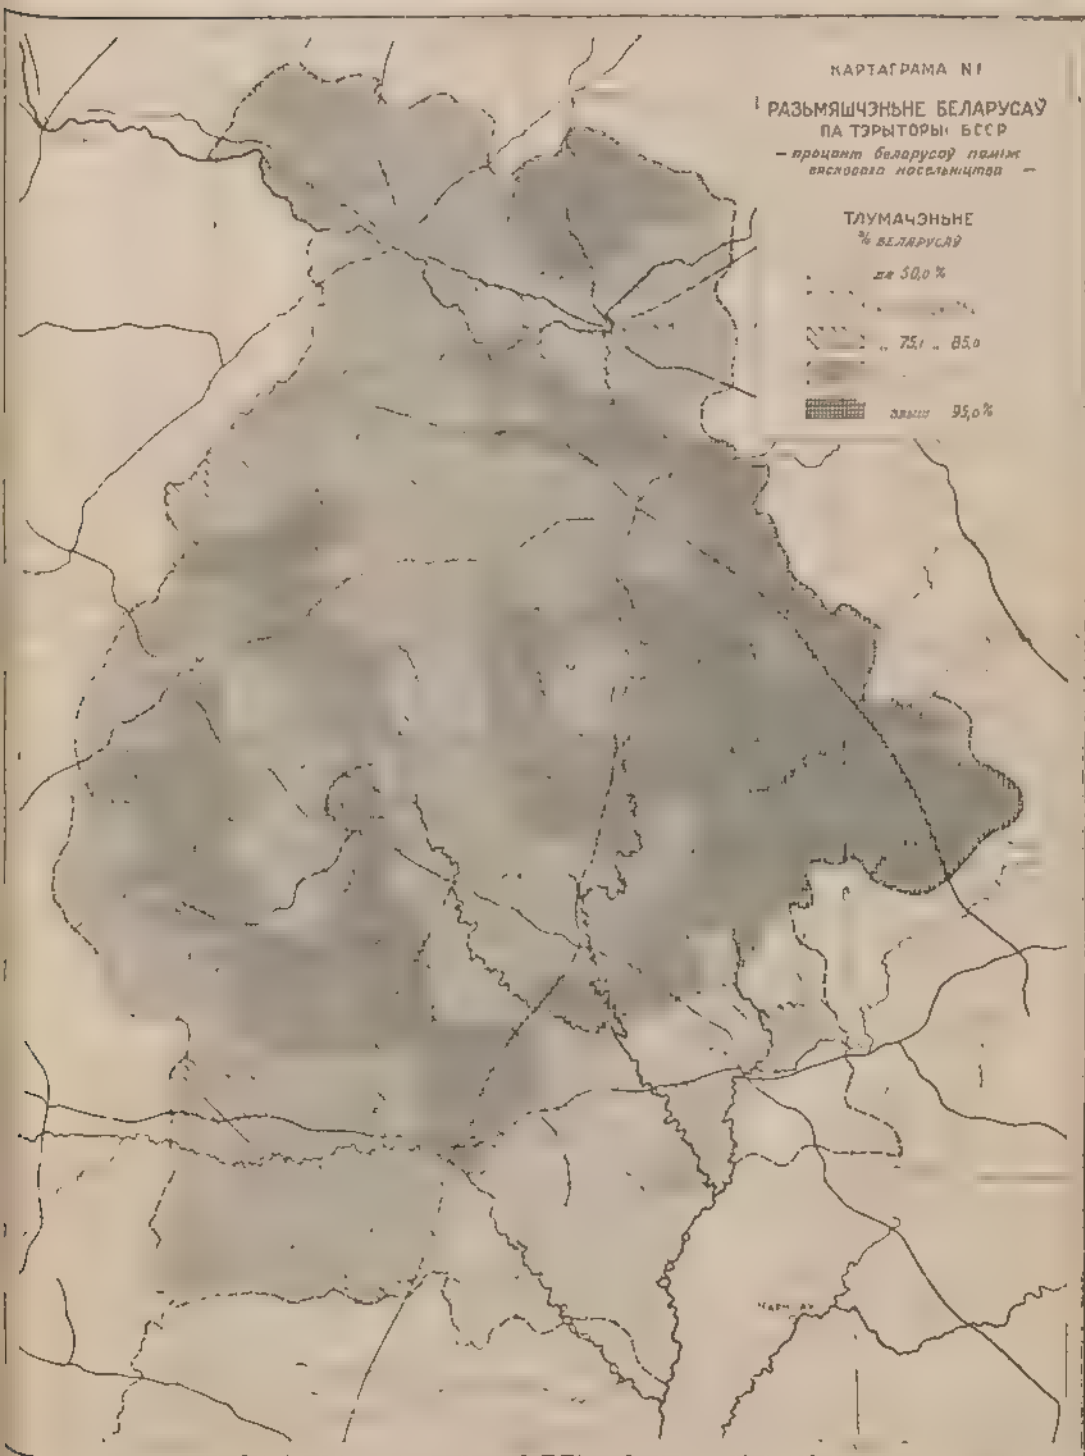 КАРТАГРАМА N1
РАЗЬМЯШЧЭНЬНЕ БЕЛАРУСАЎ
ПА ТЭРЫТОРЫІ БССР
— процант беларусаў паміж
вясковага насельніцтва —
ТЛУМАЧЭНЬНЕ
% БЕЛАРУСАЎ
да 50,0 %
„ 75,1 „ 85,0
звыш 95,0 %